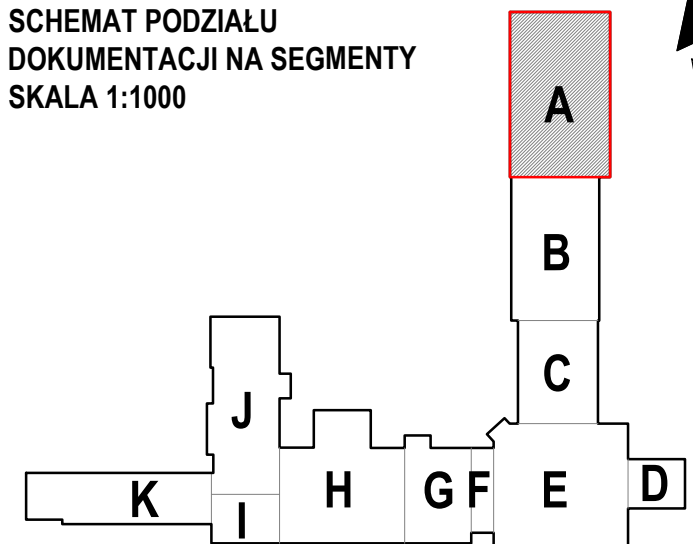 SCHEMAT PODZIAŁU
DOKUMENTACJI NA SEGMENTY
SKALA 1:1000
A
B
C
J
K
I
H
G
F
E
D